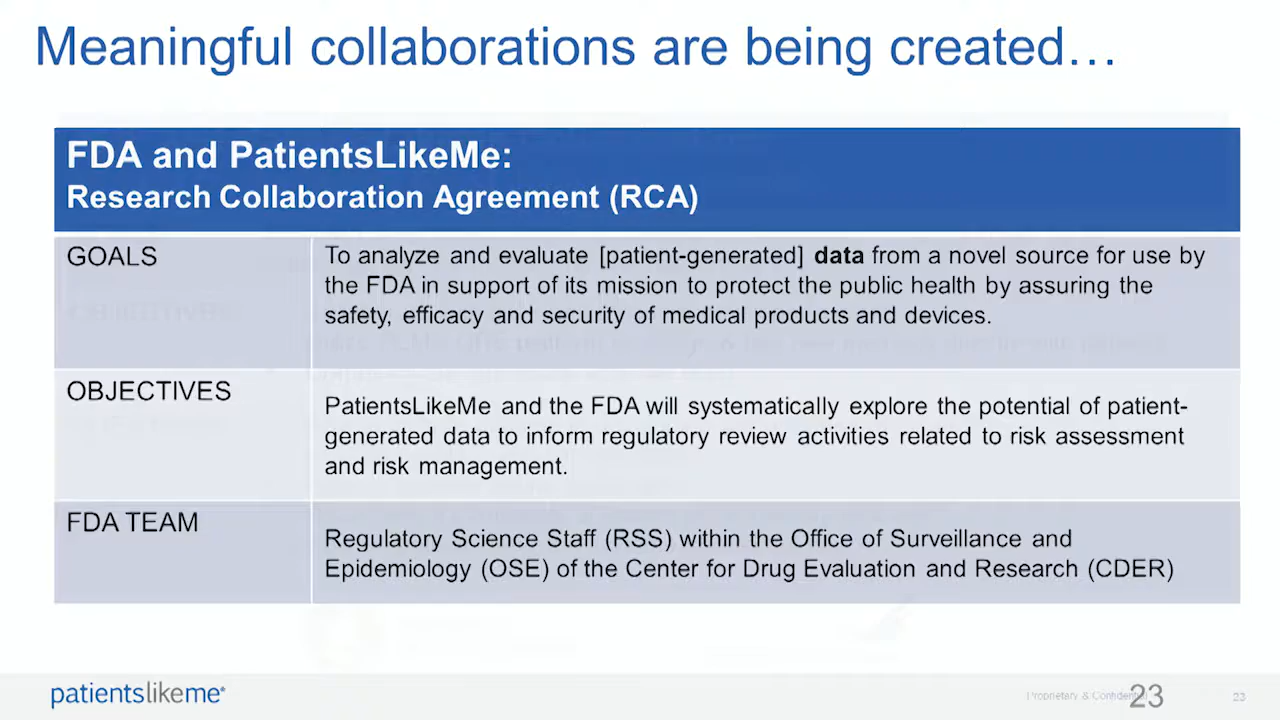 Meaningful collaborations are being created…
FDA and PatientsLikeMe:
Research Collaboration Agreement (RCA)
GOALS
To analyze and evaluate [patient-generated] data from a novel source for use by
the FDA in support of its mission to protect the public health by assuring the
safety, efficacy and security of medical products and devices.
OBJECTIVES
PatientsLikeMe and the FDA will systematically explore the potential of patient-
generated data to inform regulatory review activities related to risk assessment
and risk management.
FDA TEAM
Regulatory Science Staff (RSS) within the Office of Surveillance and
Epidemiology (OSE) of the Center for Drug Evaluation and Research (CDER)
patientslikeme®
Proprietary & Confidential
23
23